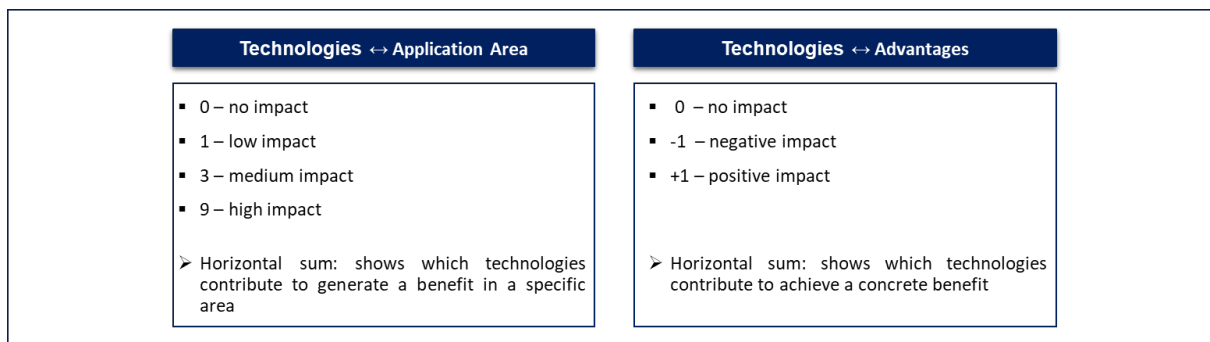 Technologies ↔ Application Area
▪ 0 – no impact
▪ 1 – low impact
▪ 3 – medium impact
▪ 9 – high impact
➢ Horizontal sum: shows which technologies
contribute to generate a benefit in a specific
area
Technologies ↔ Advantages
▪ 0 – no impact
▪ -1 – negative impact
▪ +1 – positive impact
➢ Horizontal sum: shows which technologies
contribute to achieve a concrete benefit